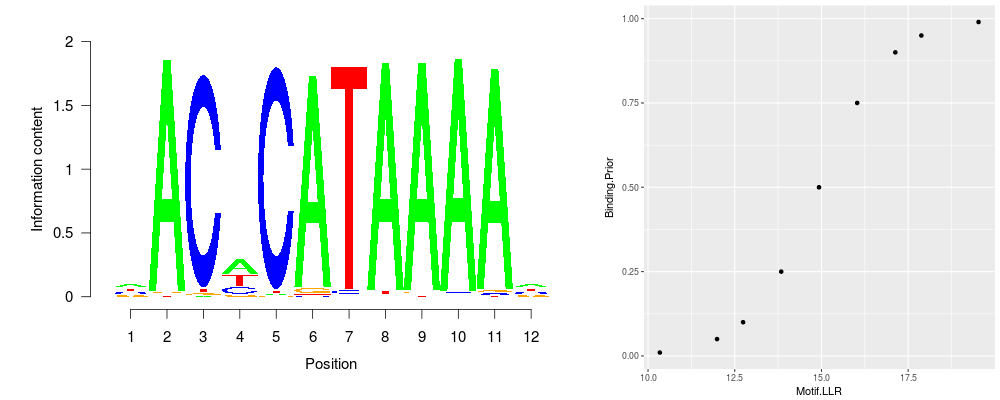 2
1.5
1
0.5
0
Information content
ACACATAAAA
T
1 2 3 4 5 6 7 8 9 10 11 12
Position
1.00
0.75
0.50
0.25
0.00
Binding.Prior
10.0 12.5 15.0 17.5
Motif.LLR